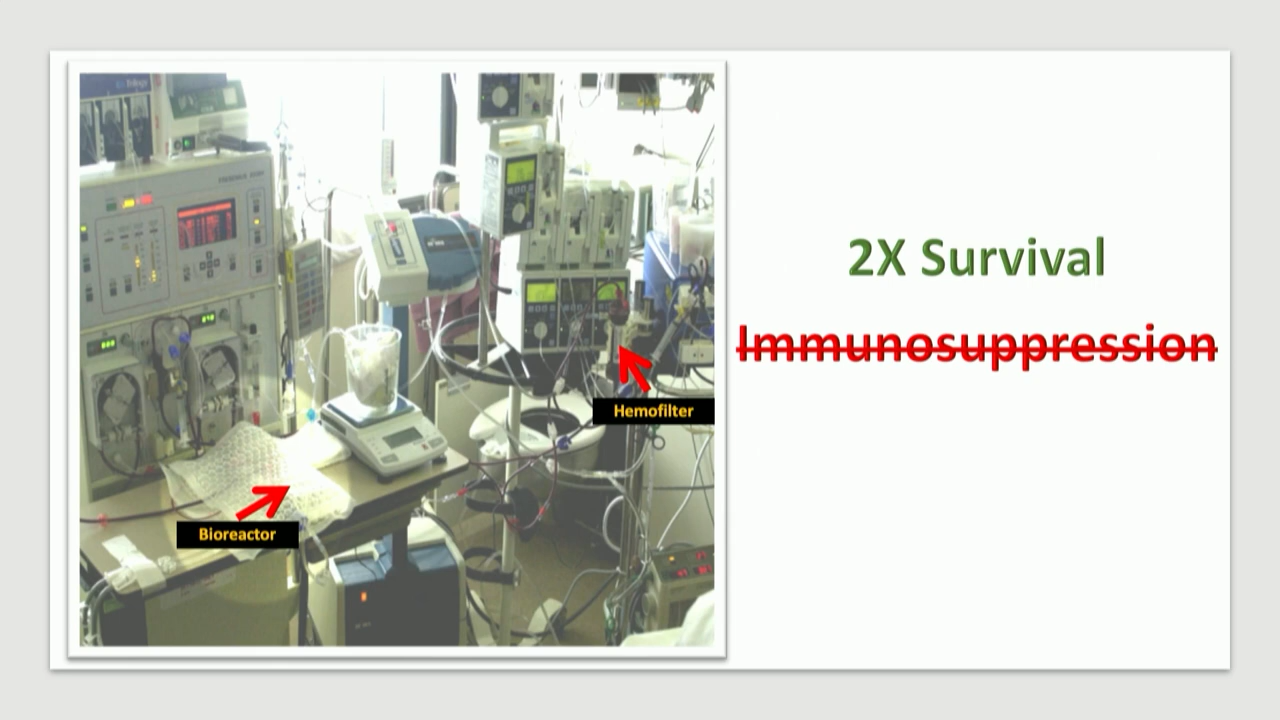 2X Survival
Immunosuppression
Hemofilter
Bioreactor